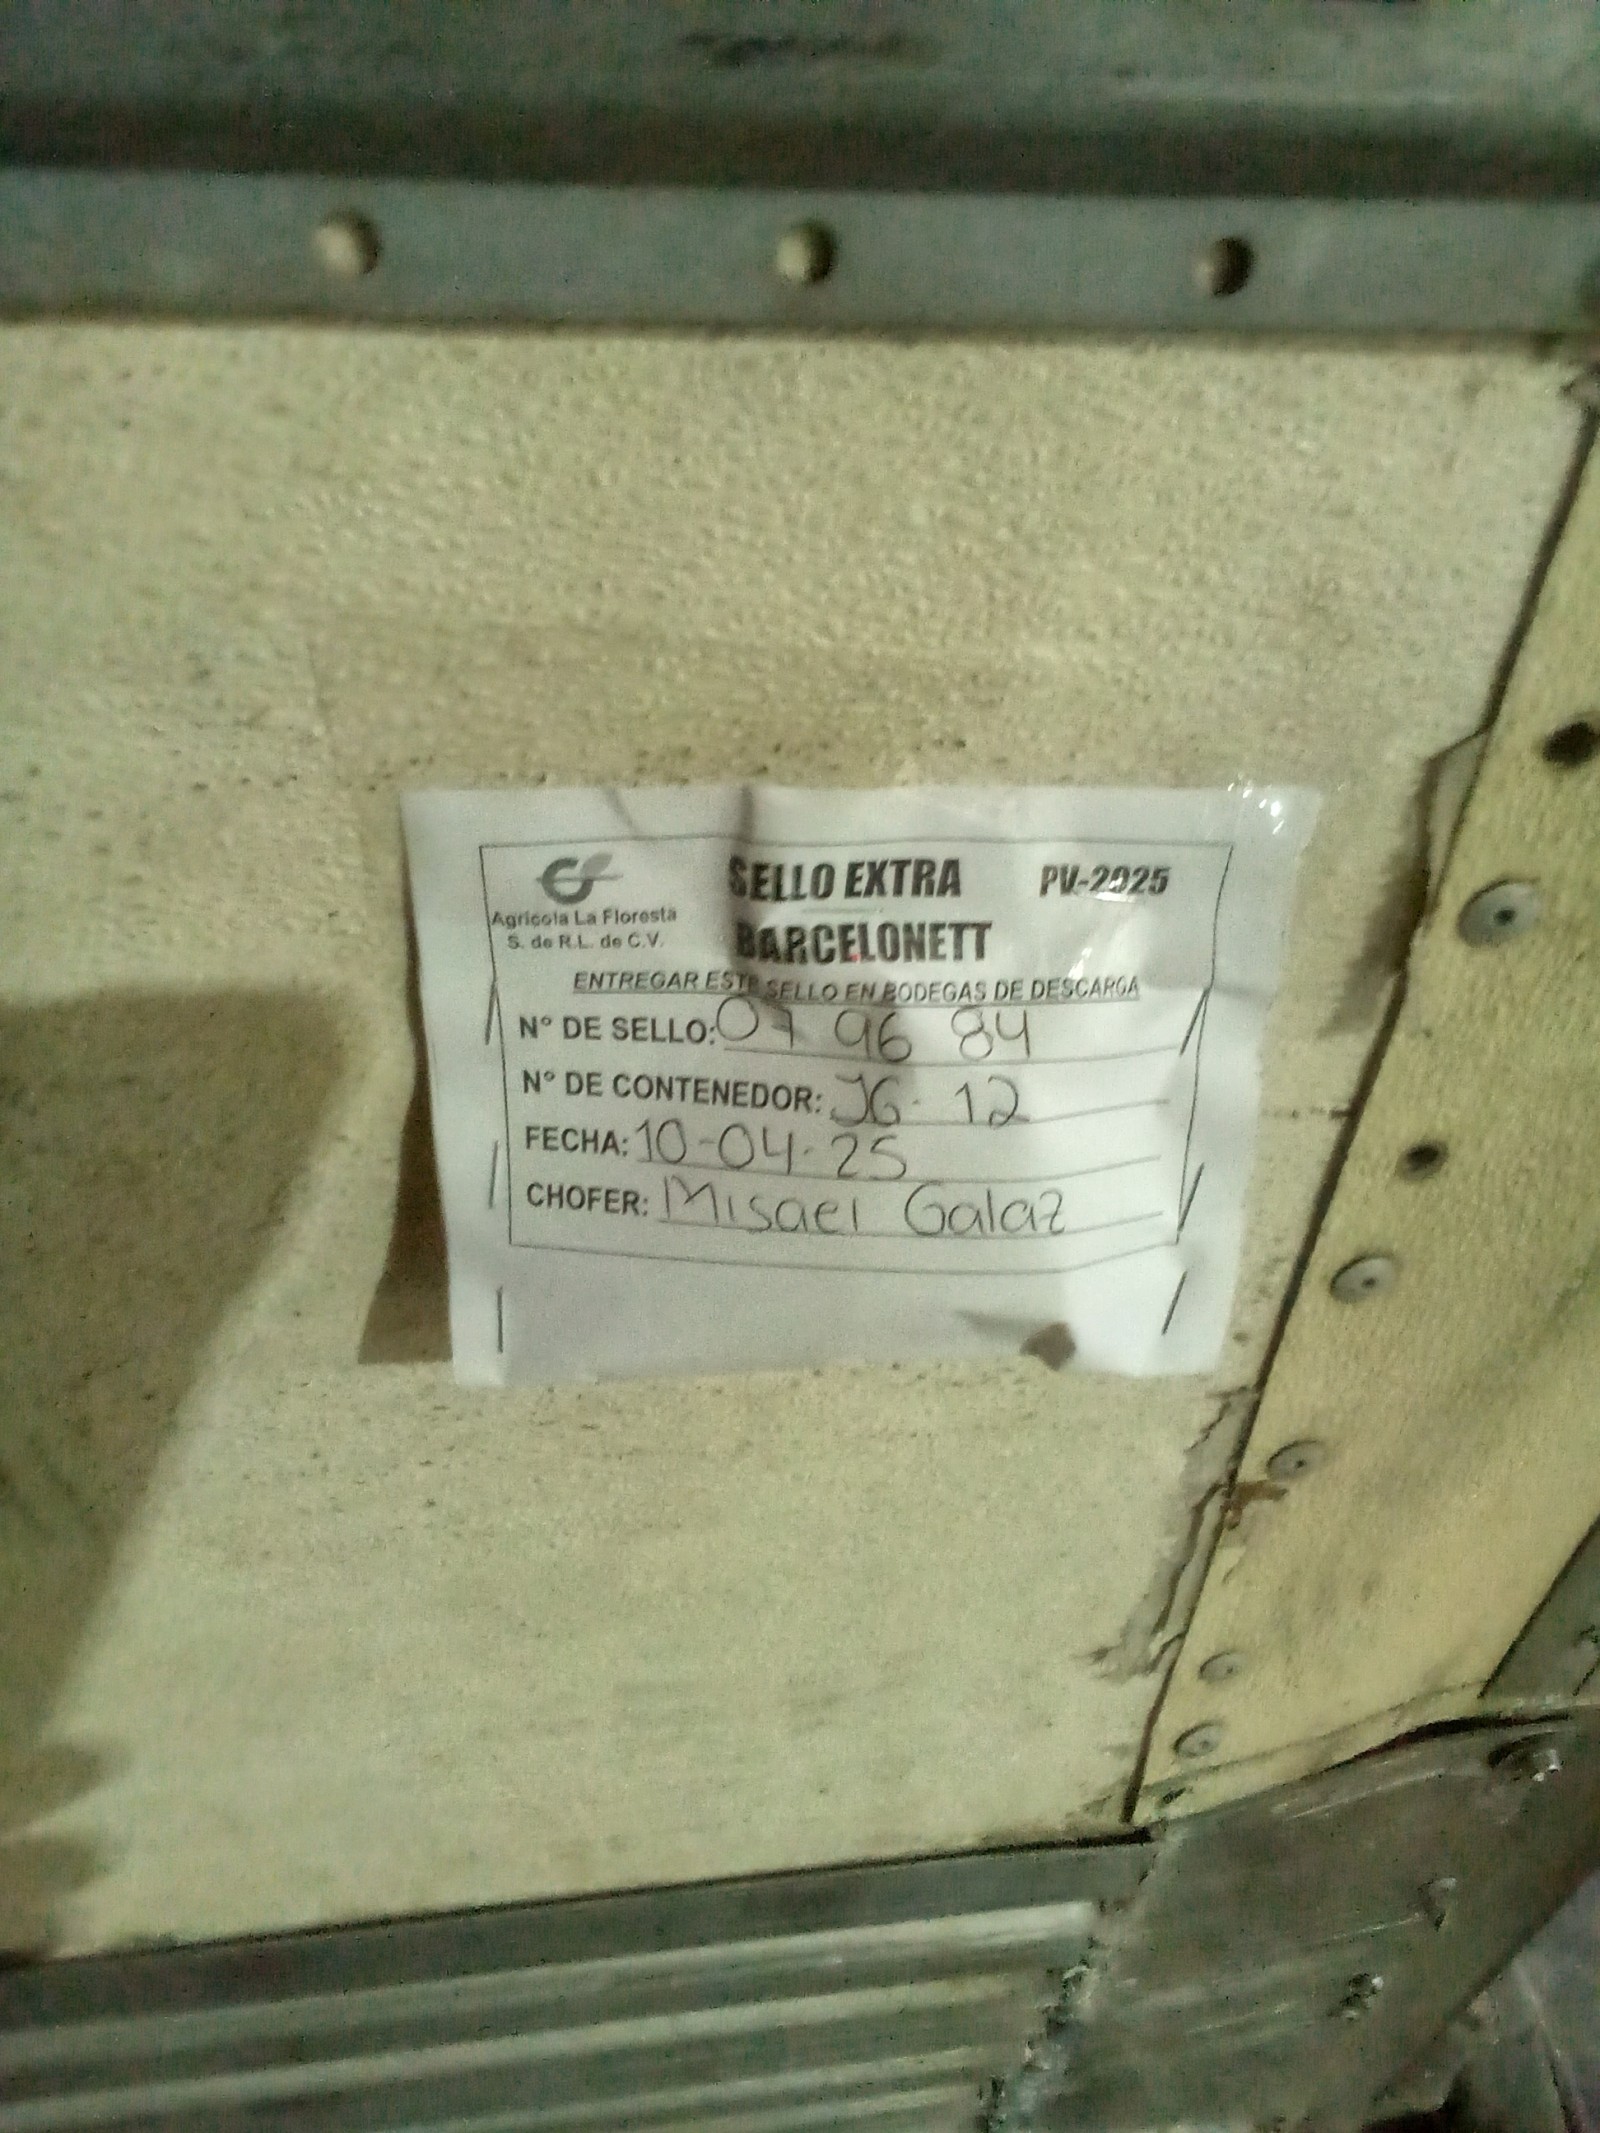 Agricola La Floresta
S. de R.L. de C.V.
SELLO EXTRA PV-2025
BARCELONETT
ENTREGAR ESTE SELLO EN BODEGAS DE DESCARGA
N° DE SELLO: 07 96 84
N° DE CONTENEDOR: JG-12
FECHA: 10-04-25
CHOFER: Misael Galaz